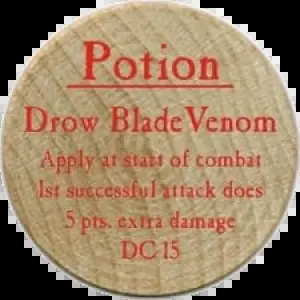 Potion
Drow Blade Venom
Apply at start of combat
1st successful attack does
5 pts. extra damage
DC 15